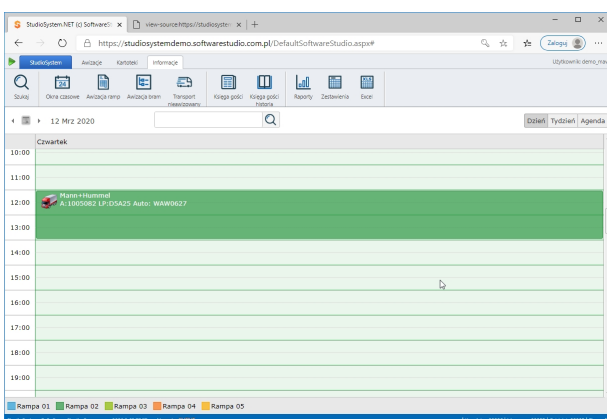 StudioSystem.NET (c) SoftwareSt
view-source:https://studiosystem
https://studiosystemdemo.softwarestudio.com.pl/DefaultSoftwareStudio.aspx#
Zaloguj
StudioSystem Awizacje Kartoteki Informacje
Użytkownik: demo_maw
Szukaj
Okna czasowe
Awizacja ramp
Awizacja bram
Transport nieawizowany
Księga gości
Księga gości historia
Raporty
Zestawienia
Excel
12 Mrz 2020
Dzień Tydzień Agenda
Czwartek
10:00
11:00
12:00
Mann+Hummel
A:1005082 LP:D5A25 Auto: WAW0627
13:00
14:00
15:00
16:00
17:00
18:00
19:00
Rampa 01 Rampa 02 Rampa 03 Rampa 04 Rampa 05